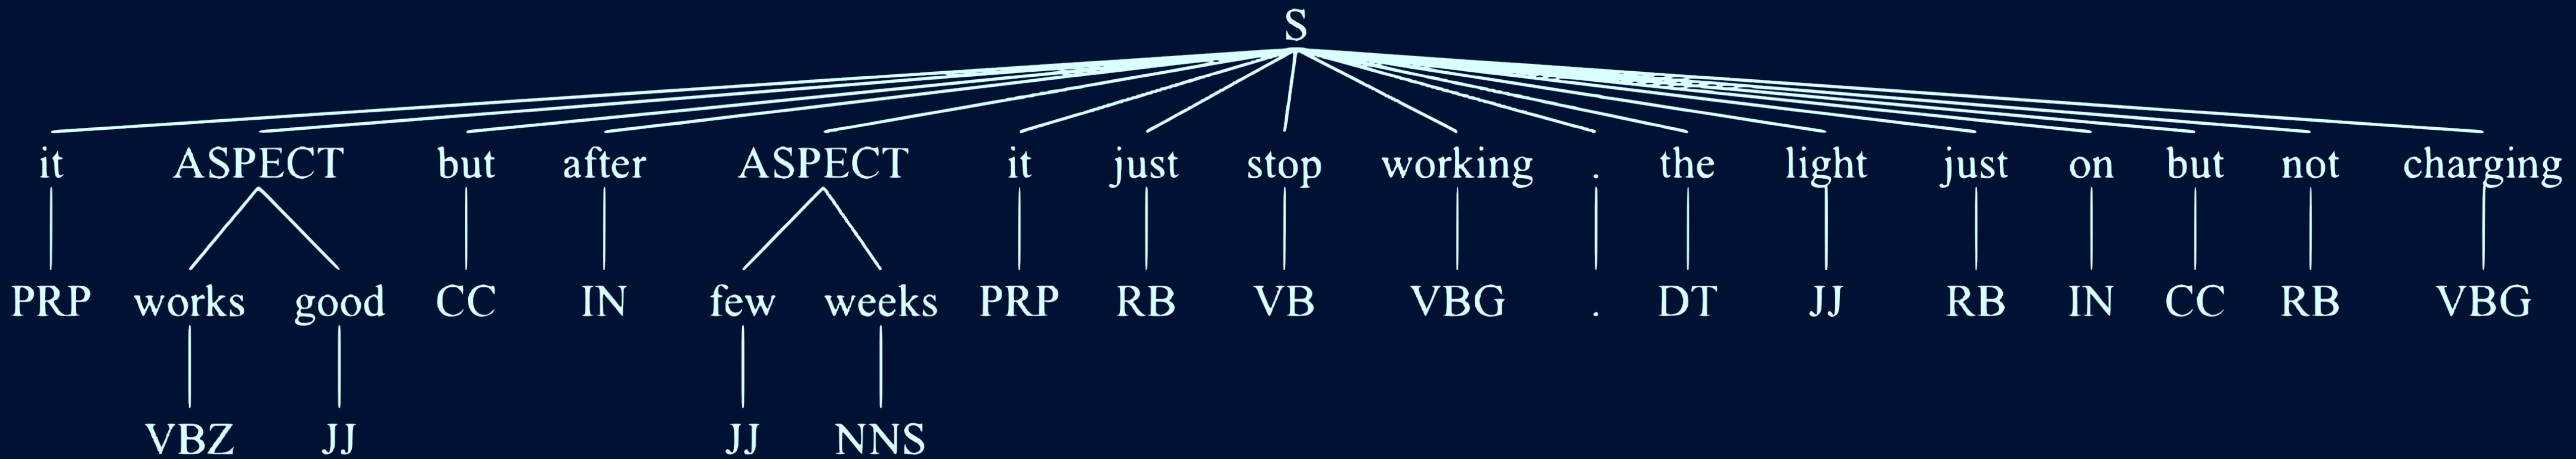 S
it ASPECT but after ASPECT it just stop working . the light just on but not charging
PRP works good CC IN few weeks PRP RB VB VBG . DT JJ RB IN CC RB VBG
VBZ JJ JJ NNS